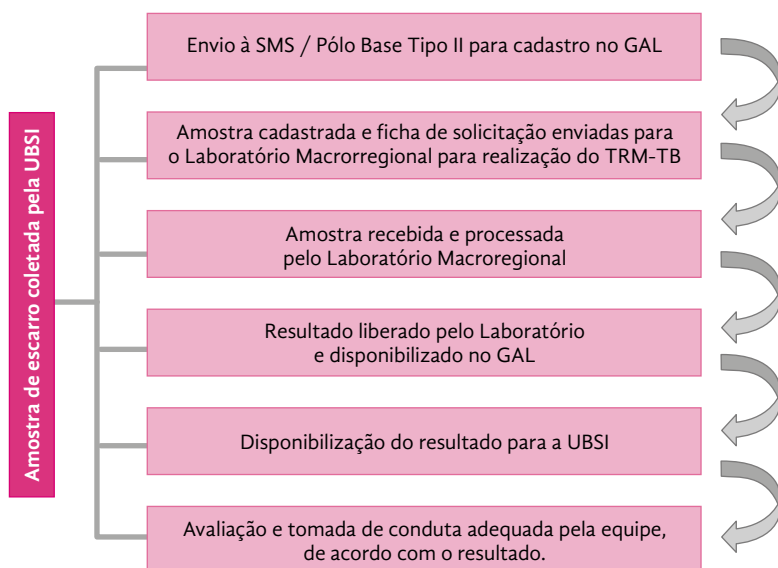 Amostra de escarro coletada pela UBSI
Envio à SMS / Pólo Base Tipo II para cadastro no GAL
Amostra cadastrada e ficha de solicitação enviadas para
o Laboratório Macrorregional para realização do TRM-TB
Amostra recebida e processada
pelo Laboratório Macroregional
Resultado liberado pelo Laboratório
e disponibilizado no GAL
Disponibilização do resultado para a UBSI
Avaliação e tomada de conduta adequada pela equipe,
de acordo com o resultado.